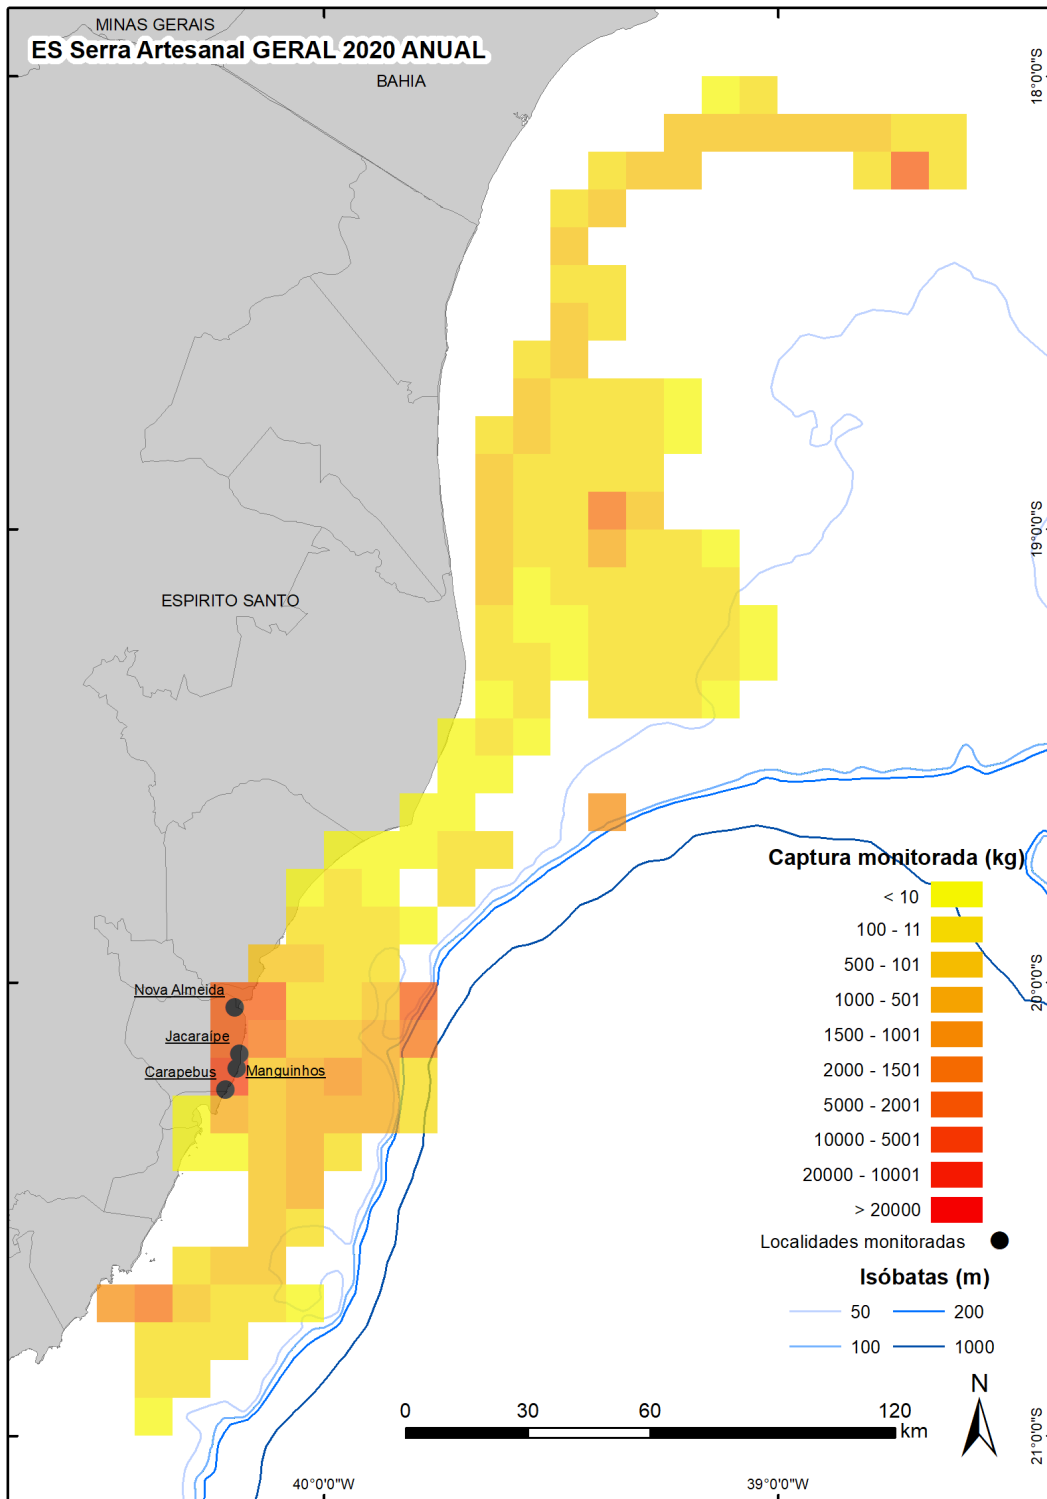 MINAS GERAIS
ES Serra Artesanal GERAL 2020 ANUAL
BAHIA
18°0'0"S
19°0'0"S
ESPIRITO SANTO
Captura monitorada (kg)
< 10
100 - 11
500 - 101
1000 - 501
1500 - 1001
2000 - 1501
5000 - 2001
10000 - 5001
20000 - 10001
> 20000
Localidades monitoradas
Isóbatas (m)
50
200
100
1000
20°0'0"S
Nova Almeida
Jacaraípe
Carapebus
Manguinhos
N
0
30
60
120
km
21°0'0"S
40°0'0"W
39°0'0"W